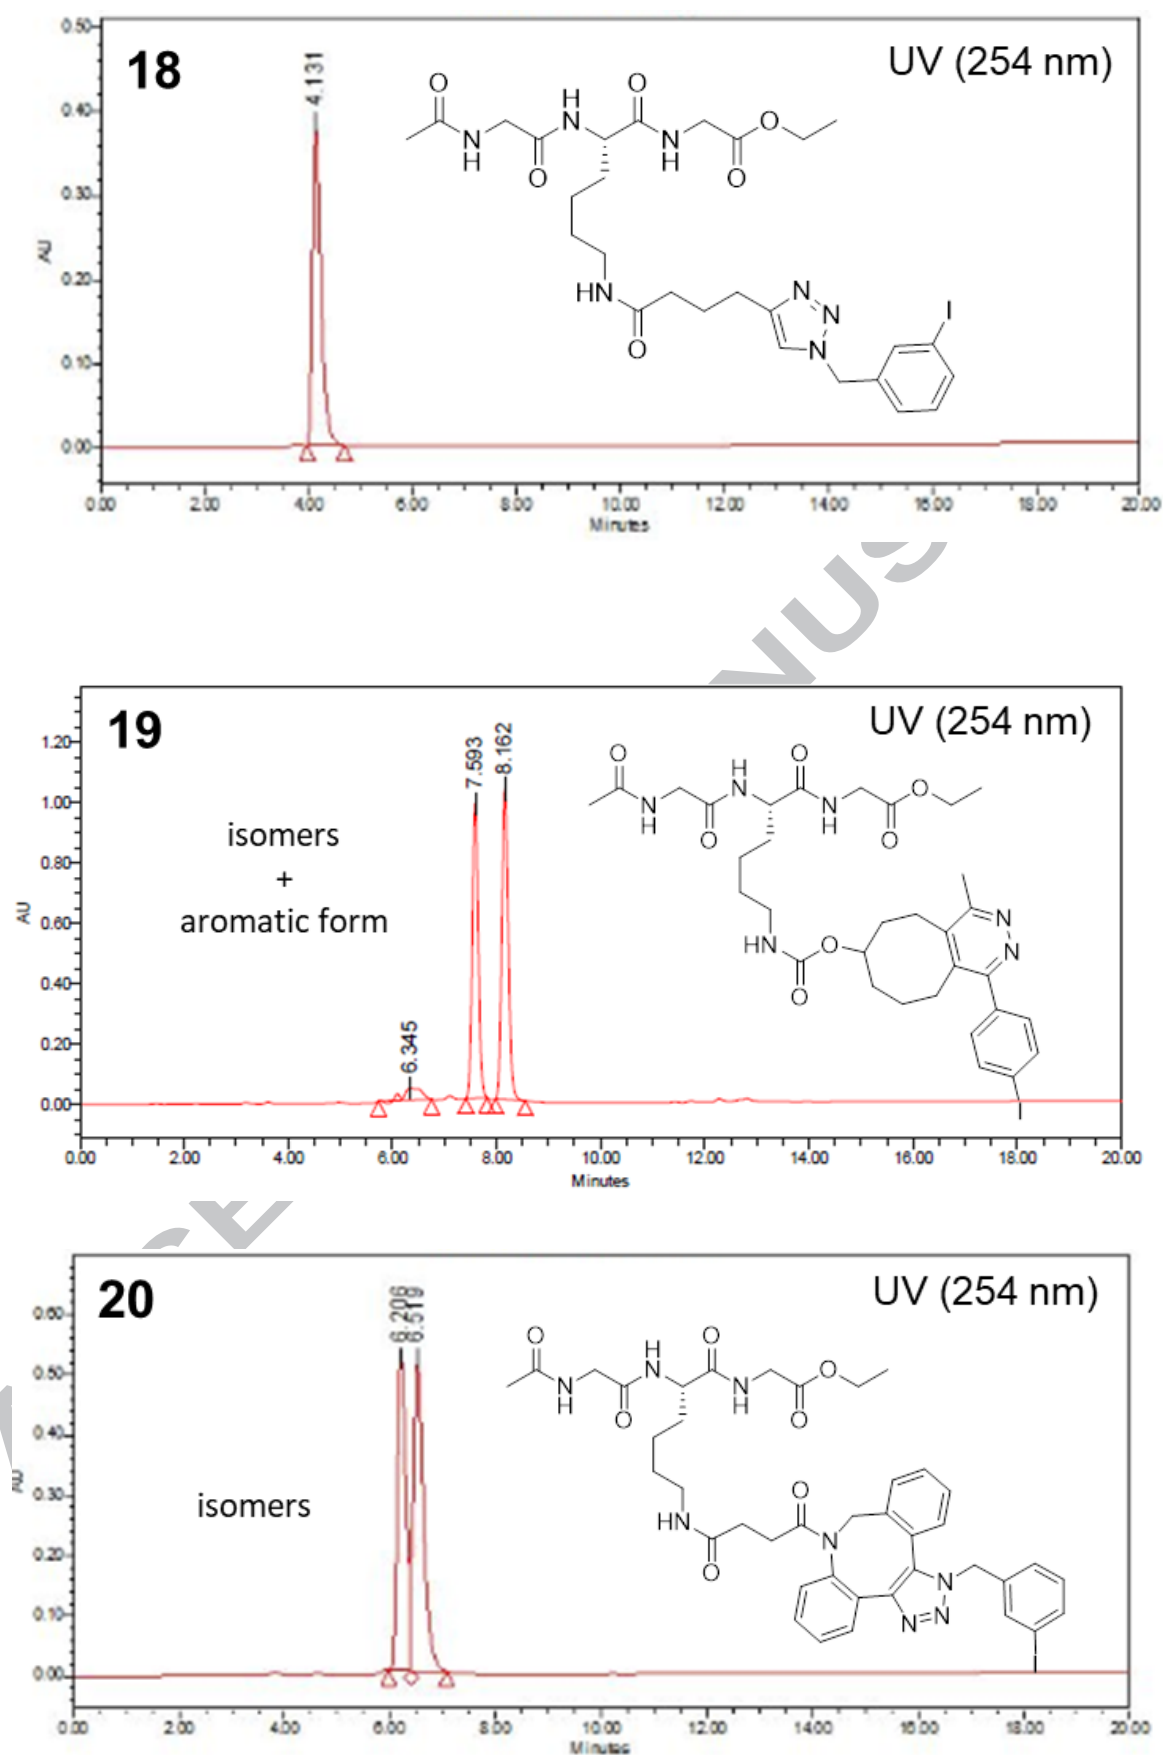 18
UV (254 nm)
4.131
0.50
0.40
0.30
0.20
0.10
0.00
AU
0.00 2.00 4.00 6.00 8.00 10.00 12.00 14.00 16.00 18.00 20.00
Minutes
O H O
N O
N H O N H O
HN
O
N
N
N
I
NUS
19
UV (254 nm)
7.593
8.162
6.345
isomers
+
aromatic form
1.20
1.00
0.80
0.60
0.40
0.20
0.00
AU
0.00 2.00 4.00 6.00 8.00 10.00 12.00 14.00 16.00 18.00 20.00
Minutes
O H O
N O
N H O N H O
HN O
O
N
N
I
CE
20
UV (254 nm)
6.206
6.519
isomers
0.60
0.50
0.40
0.30
0.20
0.10
0.00
AU
0.00 2.00 4.00 6.00 8.00 10.00 12.00 14.00 16.00 18.00 20.00
Minutes
O H O
N O
N H O N H O
HN
O
O
N
N
N=N
I